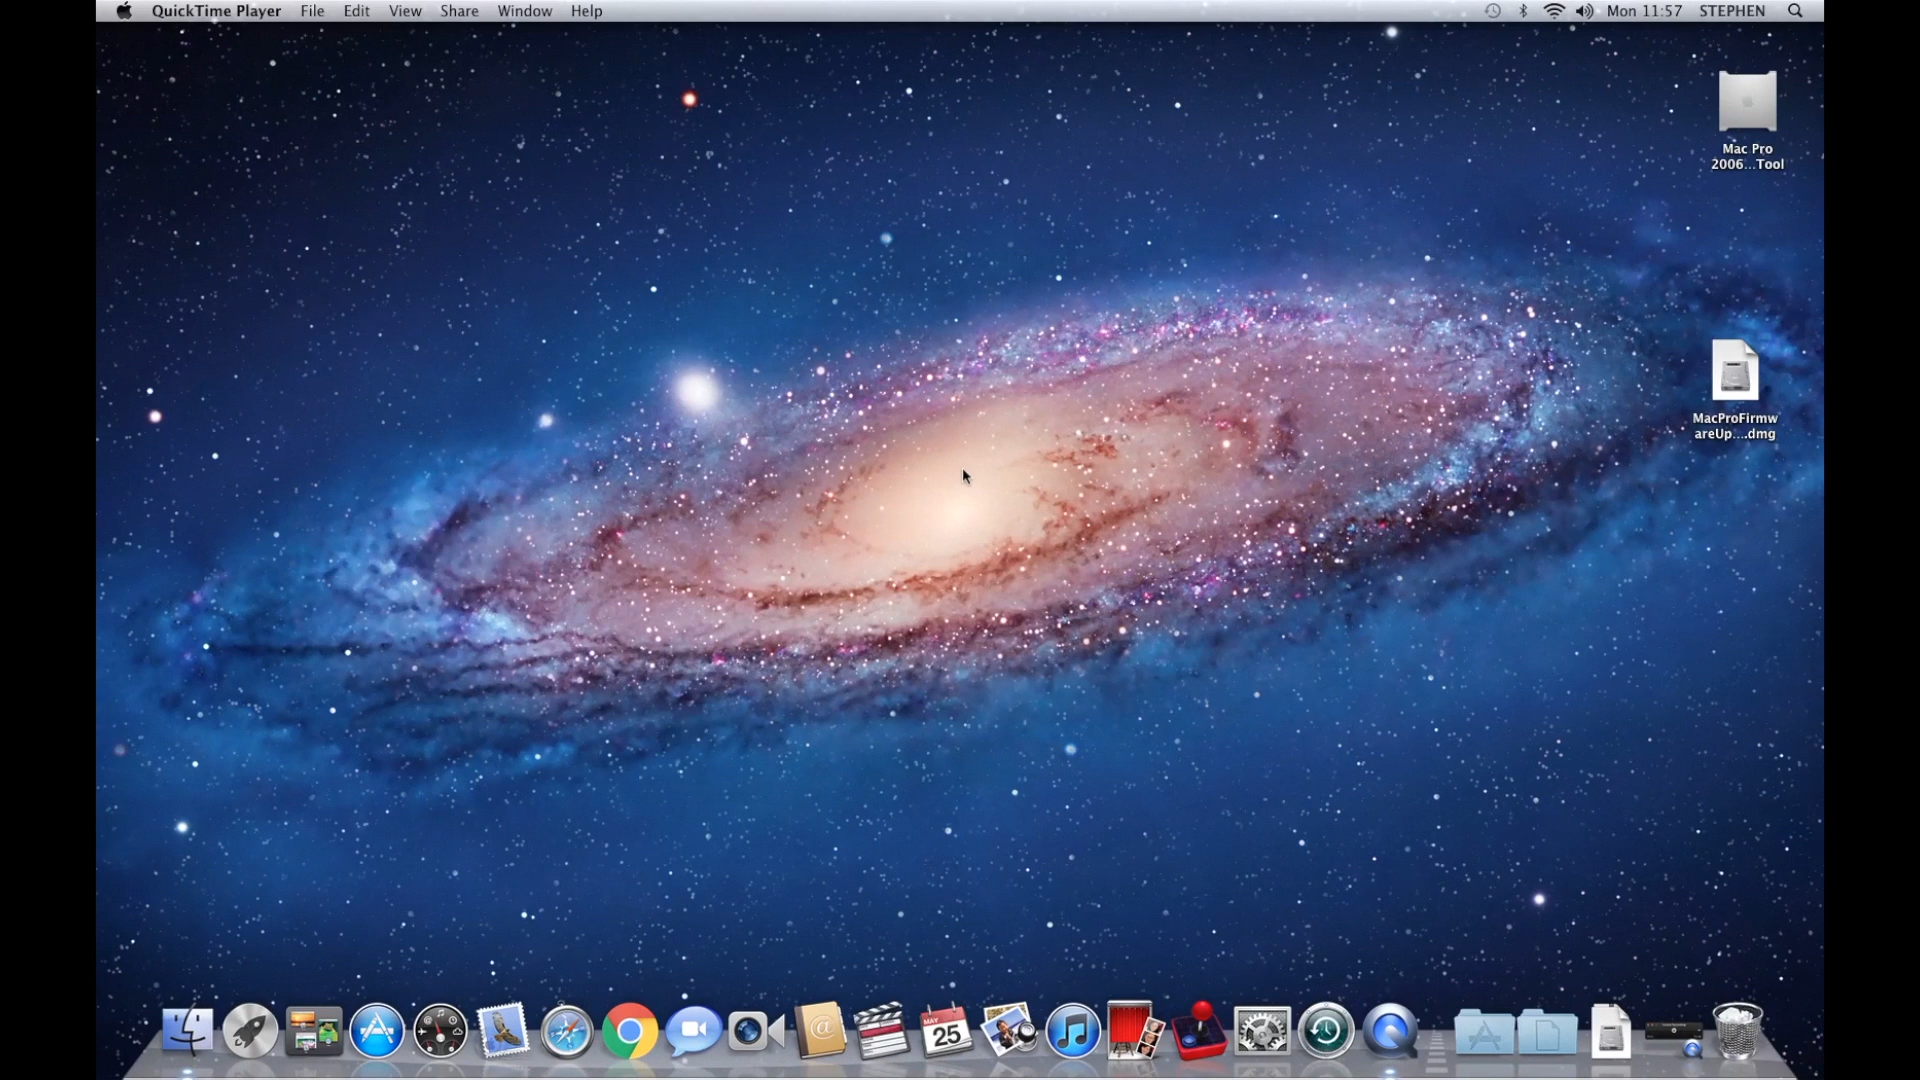 QuickTime Player File Edit View Share Window Help Mon 11:57 STEPHEN
Mac Pro
2006...Tool
MacProFirmw
areUp....dmg
MAY
25